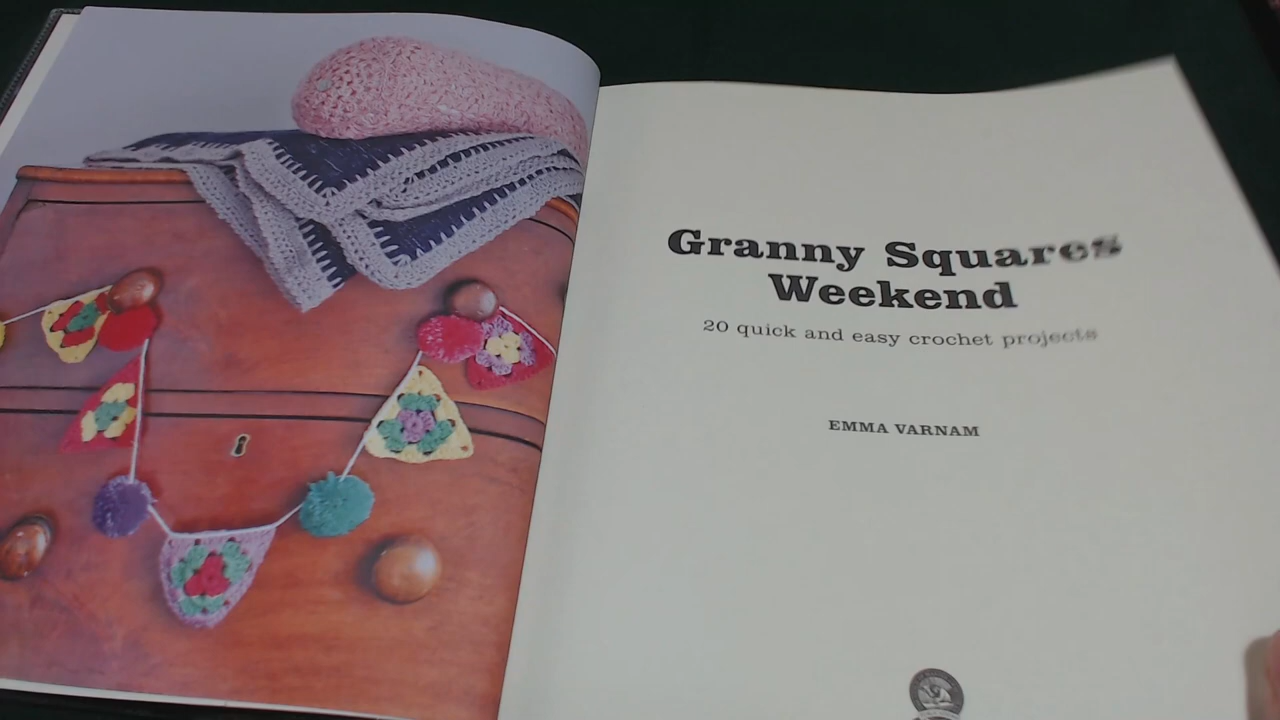 Granny Squares
Weekend
20 quick and easy crochet projects
EMMA VARNAM